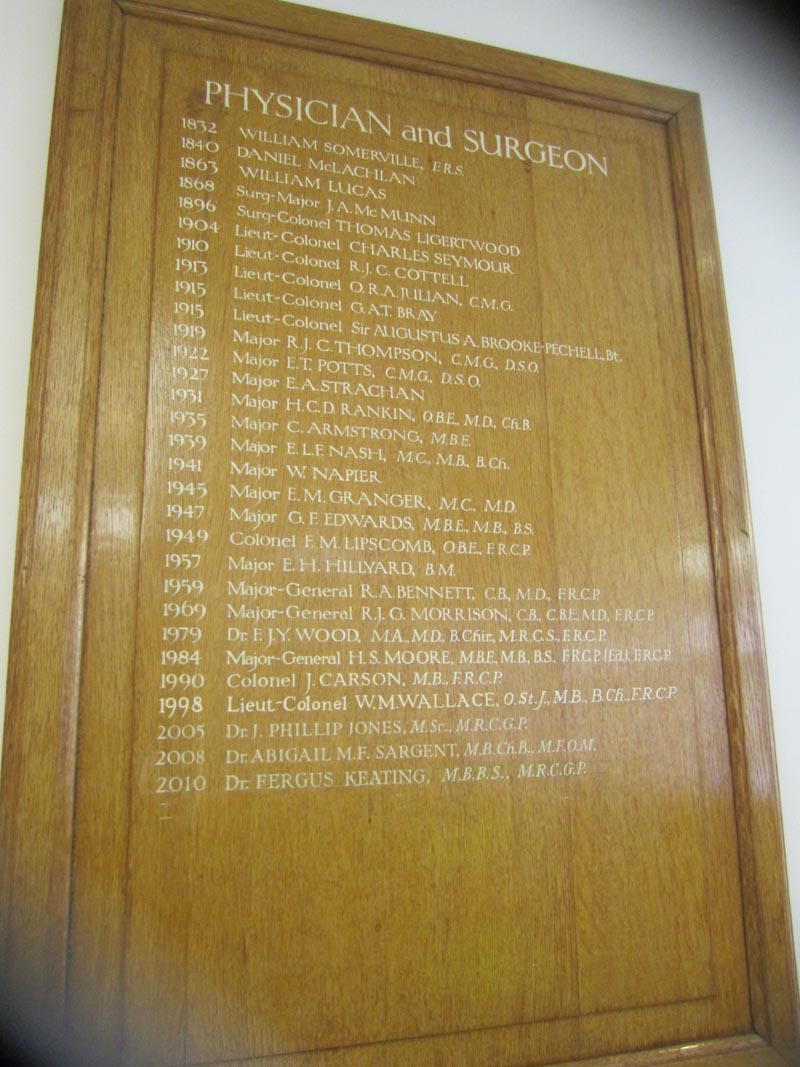 PHYSICIAN and SURGEON
1832 WILLIAM SOMERVILLE, F.R.S.
1840 DANIEL McLACHLAN
1863 WILLIAM LUCAS
1868 Surg-Major J.A. McMUNN
1896 Surg-Colonel THOMAS LIGERTWOOD
1904 Lieut-Colonel CHARLES SEYMOUR
1910 Lieut-Colonel R.J.C. COTTELL
1913 Lieut-Colonel O.R.A. JULIAN, C.M.G.
1915 Lieut-Colonel G.A.T. BRAY
1915 Lieut-Colonel Sir AUGUSTUS A. BROOKE-PECHELL, Bt.
1919 Major R.J.C. THOMPSON, C.M.G., D.S.O.
1922 Major E.T. POTTS, C.M.G., D.S.O.
1927 Major E.A. STRACHAN
1931 Major H.C.D. RANKIN, O.B.E., M.D., Ch.B.
1935 Major C. ARMSTRONG, M.B.E.
1939 Major E.L.F. NASH, M.C., M.B., B.Ch.
1941 Major W. NAPIER
1945 Major E.M. GRANGER, M.C., M.D.
1947 Major G.F. EDWARDS, M.B.E., M.B., B.S.
1949 Colonel F.M. LIPSCOMB, O.B.E., F.R.C.P.
1957 Major E.H. HILLYARD, B.M.
1959 Major-General R.A. BENNETT, C.B., M.D., F.R.C.P.
1969 Major-General R.J.G. MORRISON, C.B., C.B.E., M.D., F.R.C.P.
1979 Dr. F.J.Y. WOOD, M.A., M.D., B.Chir., M.R.C.S., F.R.C.P.
1984 Major-General H.S. MOORE, M.B.E., M.B., B.S., F.R.C.P. (Ed.), F.R.C.P.
1990 Colonel J. CARSON, M.B., F.R.C.P.
1998 Lieut-Colonel W.M. WALLACE, O.St.J., M.B., B.Ch., F.R.C.P.
2005 Dr. J. PHILLIP JONES, M.Sc., M.R.C.G.P.
2008 Dr. ABIGAIL M.F. SARGENT, M.B.Ch.B., M.F.O.M.
2010 Dr. FERGUS KEATING, M.B.B.S., M.R.C.G.P.